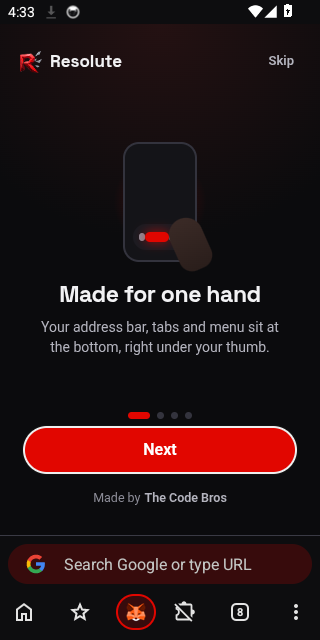 4:33
Resolute
Skip
Made for one hand
Your address bar, tabs and menu sit at
the bottom, right under your thumb.
Next
Made by The Code Bros
Search Google or type URL
8